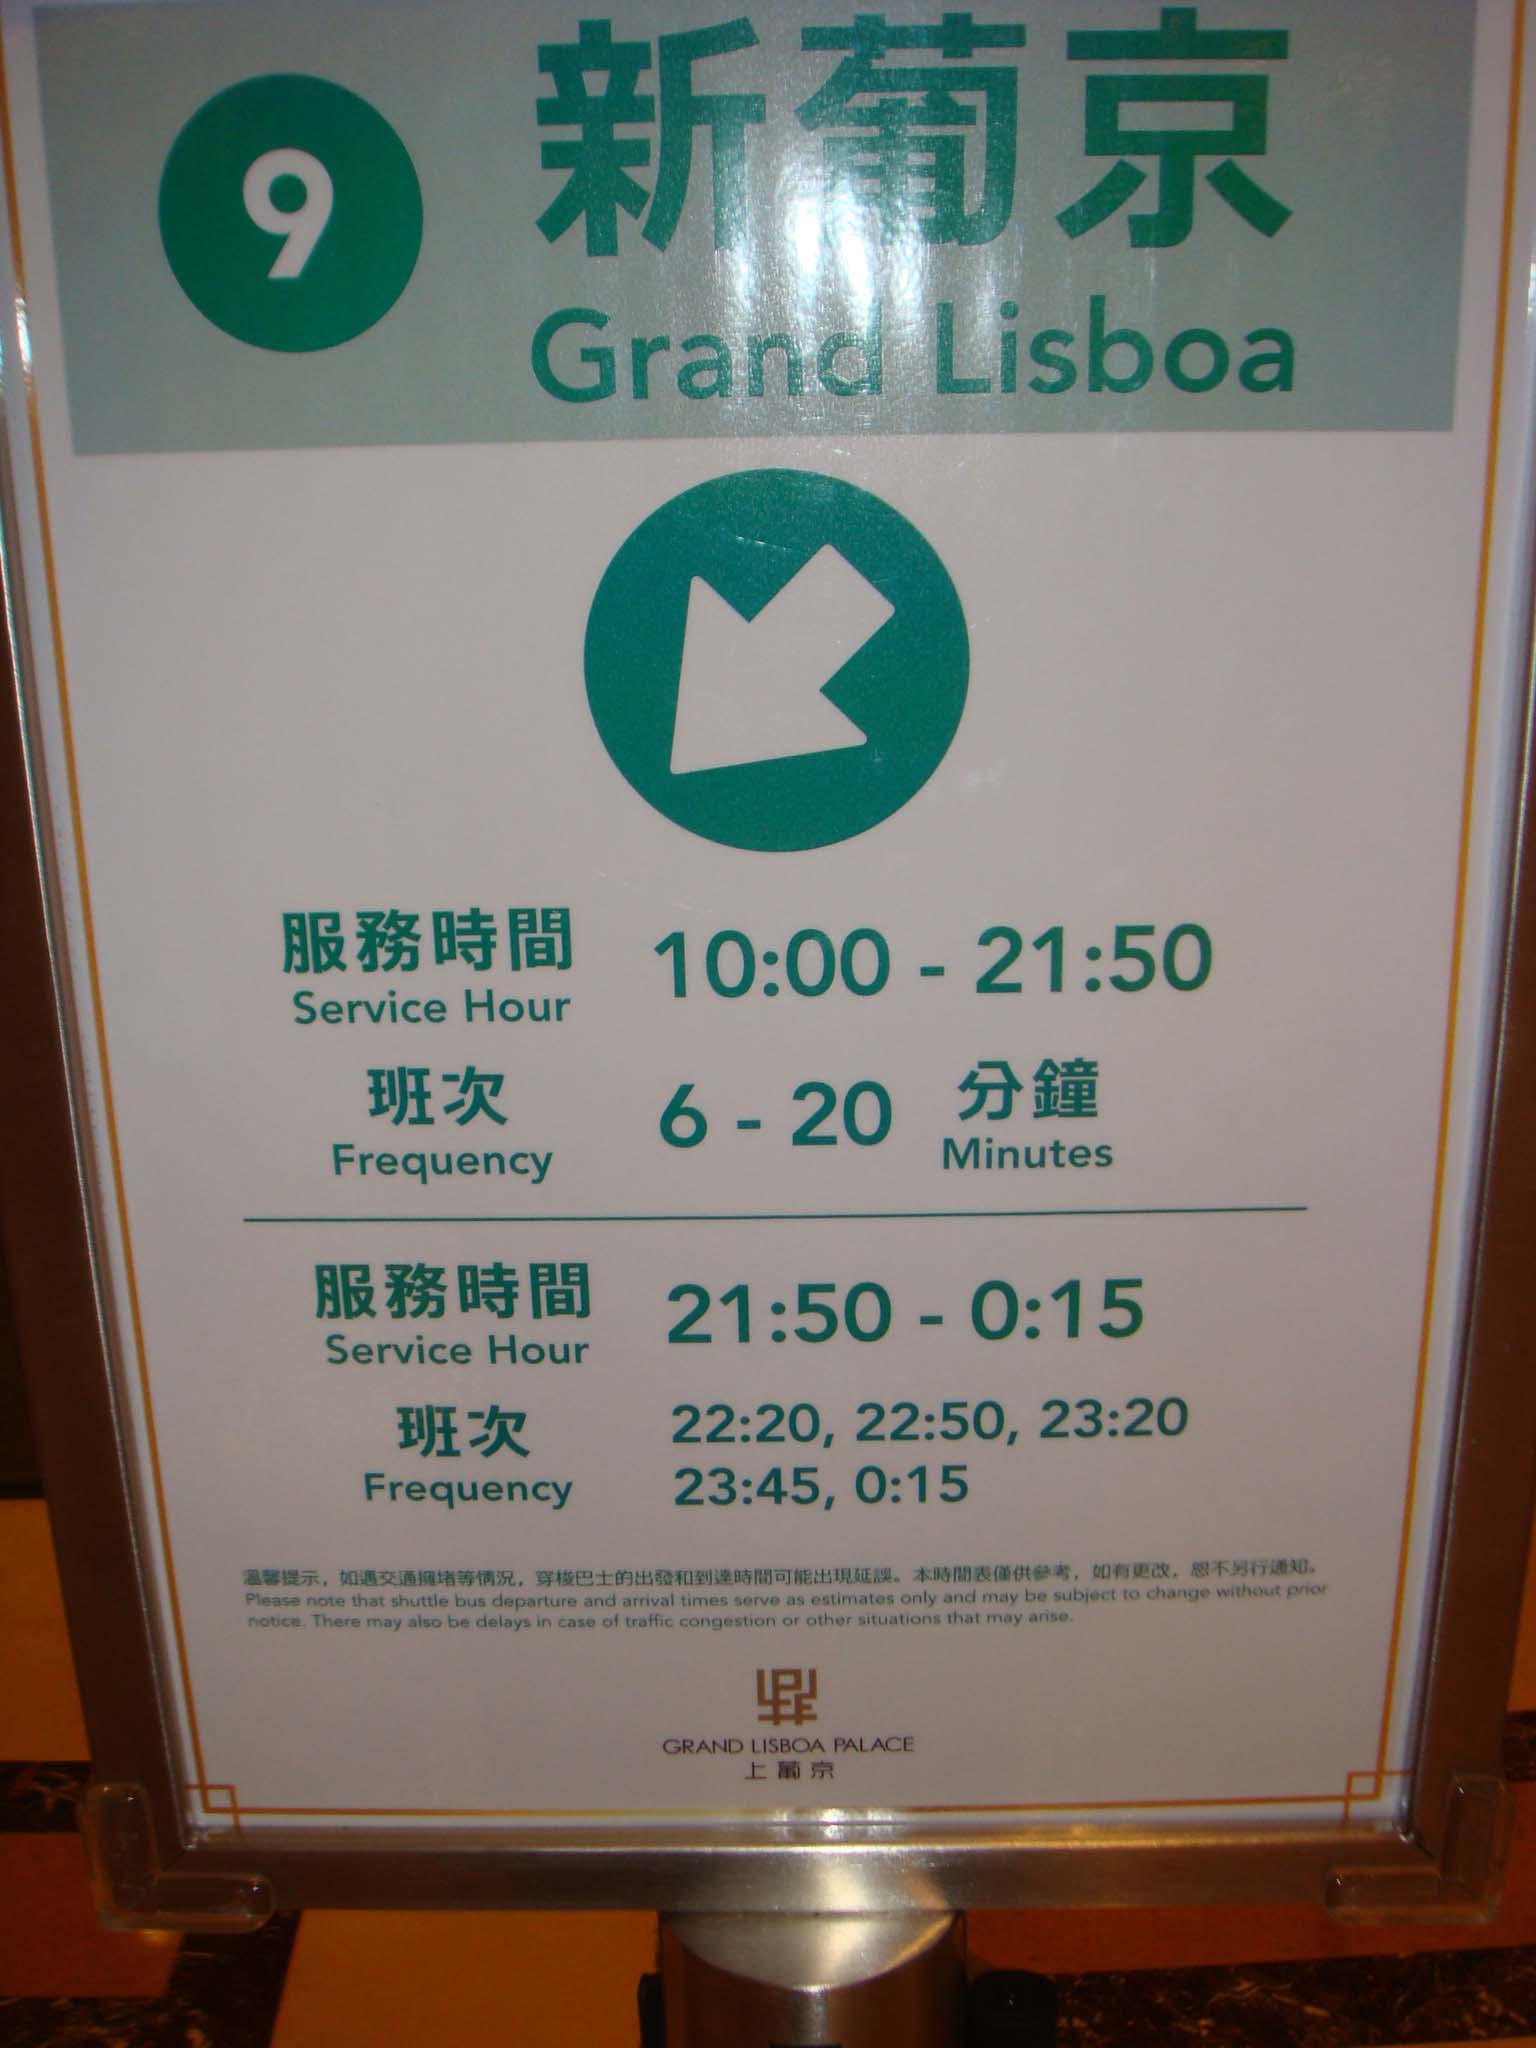 9
新葡京
Grand Lisboa
服務時間 10:00 - 21:50
Service Hour
班次 6 - 20 分鐘
Frequency Minutes
服務時間 21:50 - 0:15
Service Hour
班次 22:20, 22:50, 23:20
Frequency 23:45, 0:15
溫馨提示，如遇交通擁堵等情況，穿梭巴士的出發和到達時間可能出現延誤。本時間表僅供參考，如有更改，恕不另行通知。
Please note that shuttle bus departure and arrival times serve as estimates only and may be subject to change without prior
notice. There may also be delays in case of traffic congestion or other situations that may arise.
GRAND LISBOA PALACE
上葡京